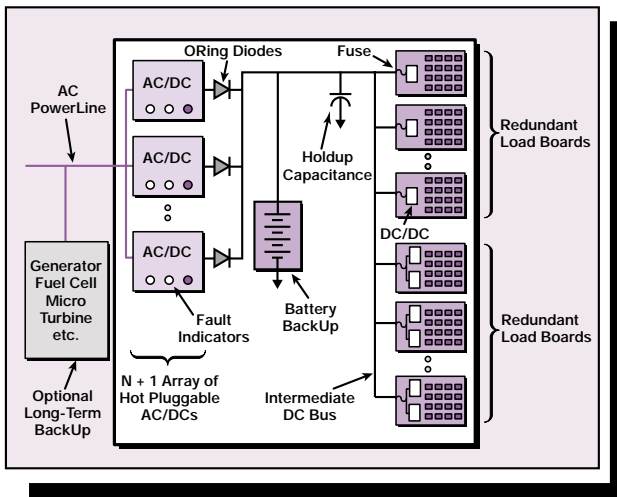 ORing Diodes
Fuse
AC
PowerLine
AC/DC
AC/DC
AC/DC
Holdup
Capacitance
Redundant
Load Boards
DC/DC
Generator
Fuel Cell
Micro
Turbine
etc.
Fault
Indicators
Battery
BackUp
Redundant
Load Boards
Optional
Long-Term
BackUp
N + 1 Array of
Hot Pluggable
AC/DCs
Intermediate
DC Bus